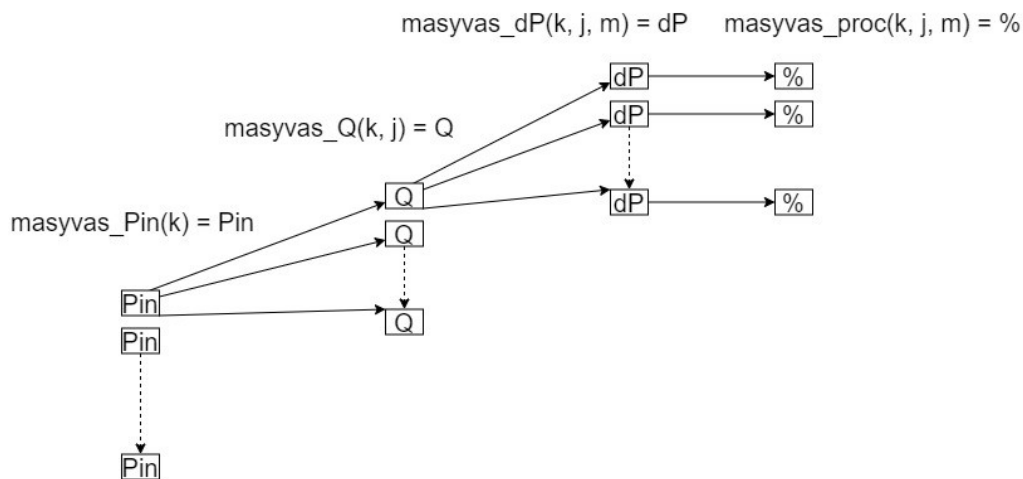 masyvas_dP(k, j, m) = dP masyvas_proc(k, j, m) = %
dP %
dP %
masyvas_Q(k, j) = Q
Q
dP %
masyvas_Pin(k) = Pin
Q
Pin
Q
Pin
Pin